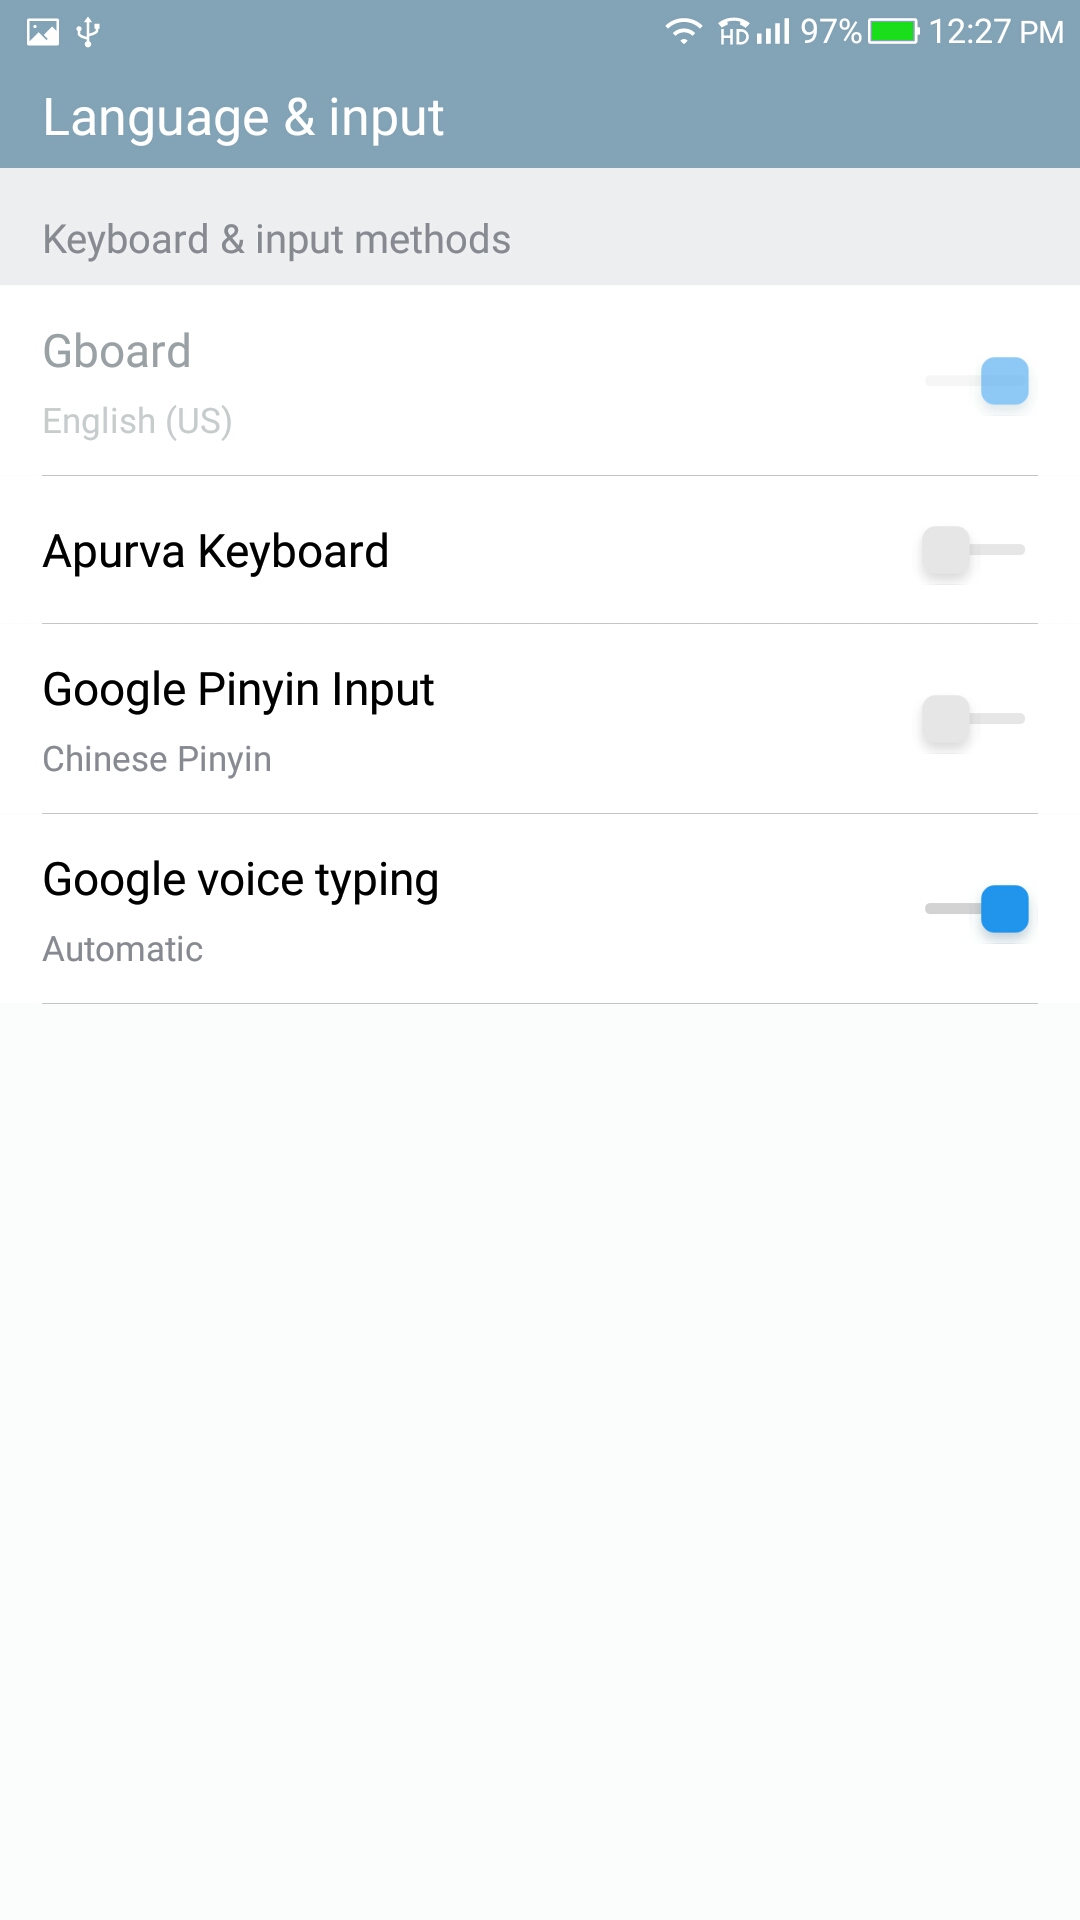 HD 97% 12:27 PM
Language & input
Keyboard & input methods
Gboard
English (US)
Apurva Keyboard
Google Pinyin Input
Chinese Pinyin
Google voice typing
Automatic